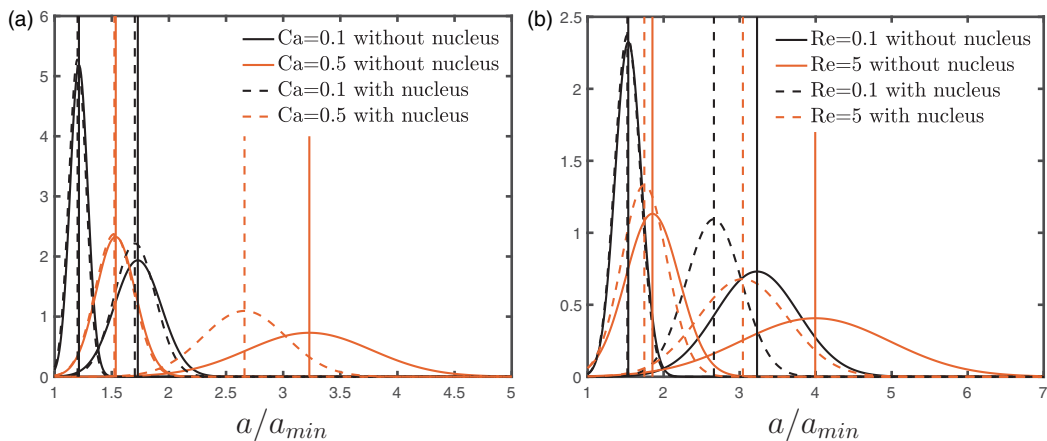 (a)
6
5
4
3
2
1
0
Ca=0.1 without nucleus
Ca=0.5 without nucleus
Ca=0.1 with nucleus
Ca=0.5 with nucleus
1 1.5 2 2.5 3 3.5 4 4.5 5
a/a_min
(b)
2.5
2
1.5
1
0.5
0
Re=0.1 without nucleus
Re=5 without nucleus
Re=0.1 with nucleus
Re=5 with nucleus
1 2 3 4 5 6 7
a/a_min